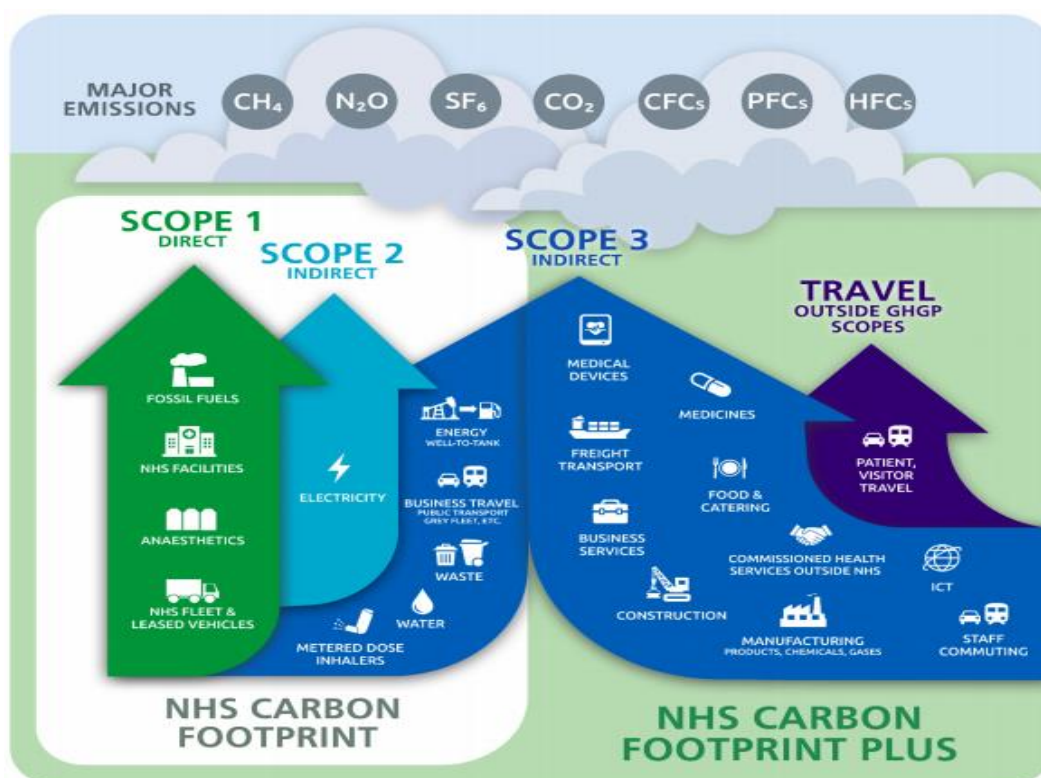 MAJOR
EMISSIONS
CH₄
N₂O
SF₆
CO₂
CFCs
PFCs
HFCs
SCOPE 1
DIRECT
FOSSIL FUELS
NHS FACILITIES
ANAESTHETICS
NHS FLEET &
LEASED VEHICLES
SCOPE 2
INDIRECT
ELECTRICITY
SCOPE 3
INDIRECT
ENERGY
WELL-TO-TANK
BUSINESS TRAVEL
PUBLIC TRANSPORT
GREY FLEET, ETC.
WASTE
WATER
METERED DOSE
INHALERS
MEDICAL
DEVICES
MEDICINES
FREIGHT
TRANSPORT
FOOD &
CATERING
BUSINESS
SERVICES
COMMISSIONED HEALTH
SERVICES OUTSIDE NHS
CONSTRUCTION
MANUFACTURING
PRODUCTS, CHEMICALS, GASES
ICT
STAFF
COMMUTING
TRAVEL
OUTSIDE GHGP
SCOPES
PATIENT,
VISITOR
TRAVEL
NHS CARBON
FOOTPRINT
NHS CARBON
FOOTPRINT PLUS